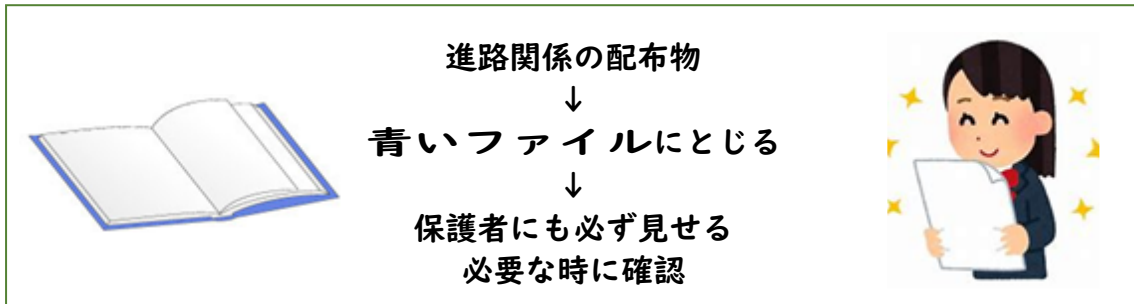 進路関係の配布物
↓
青いファイルにとじる
↓
保護者にも必ず見せる
必要な時に確認